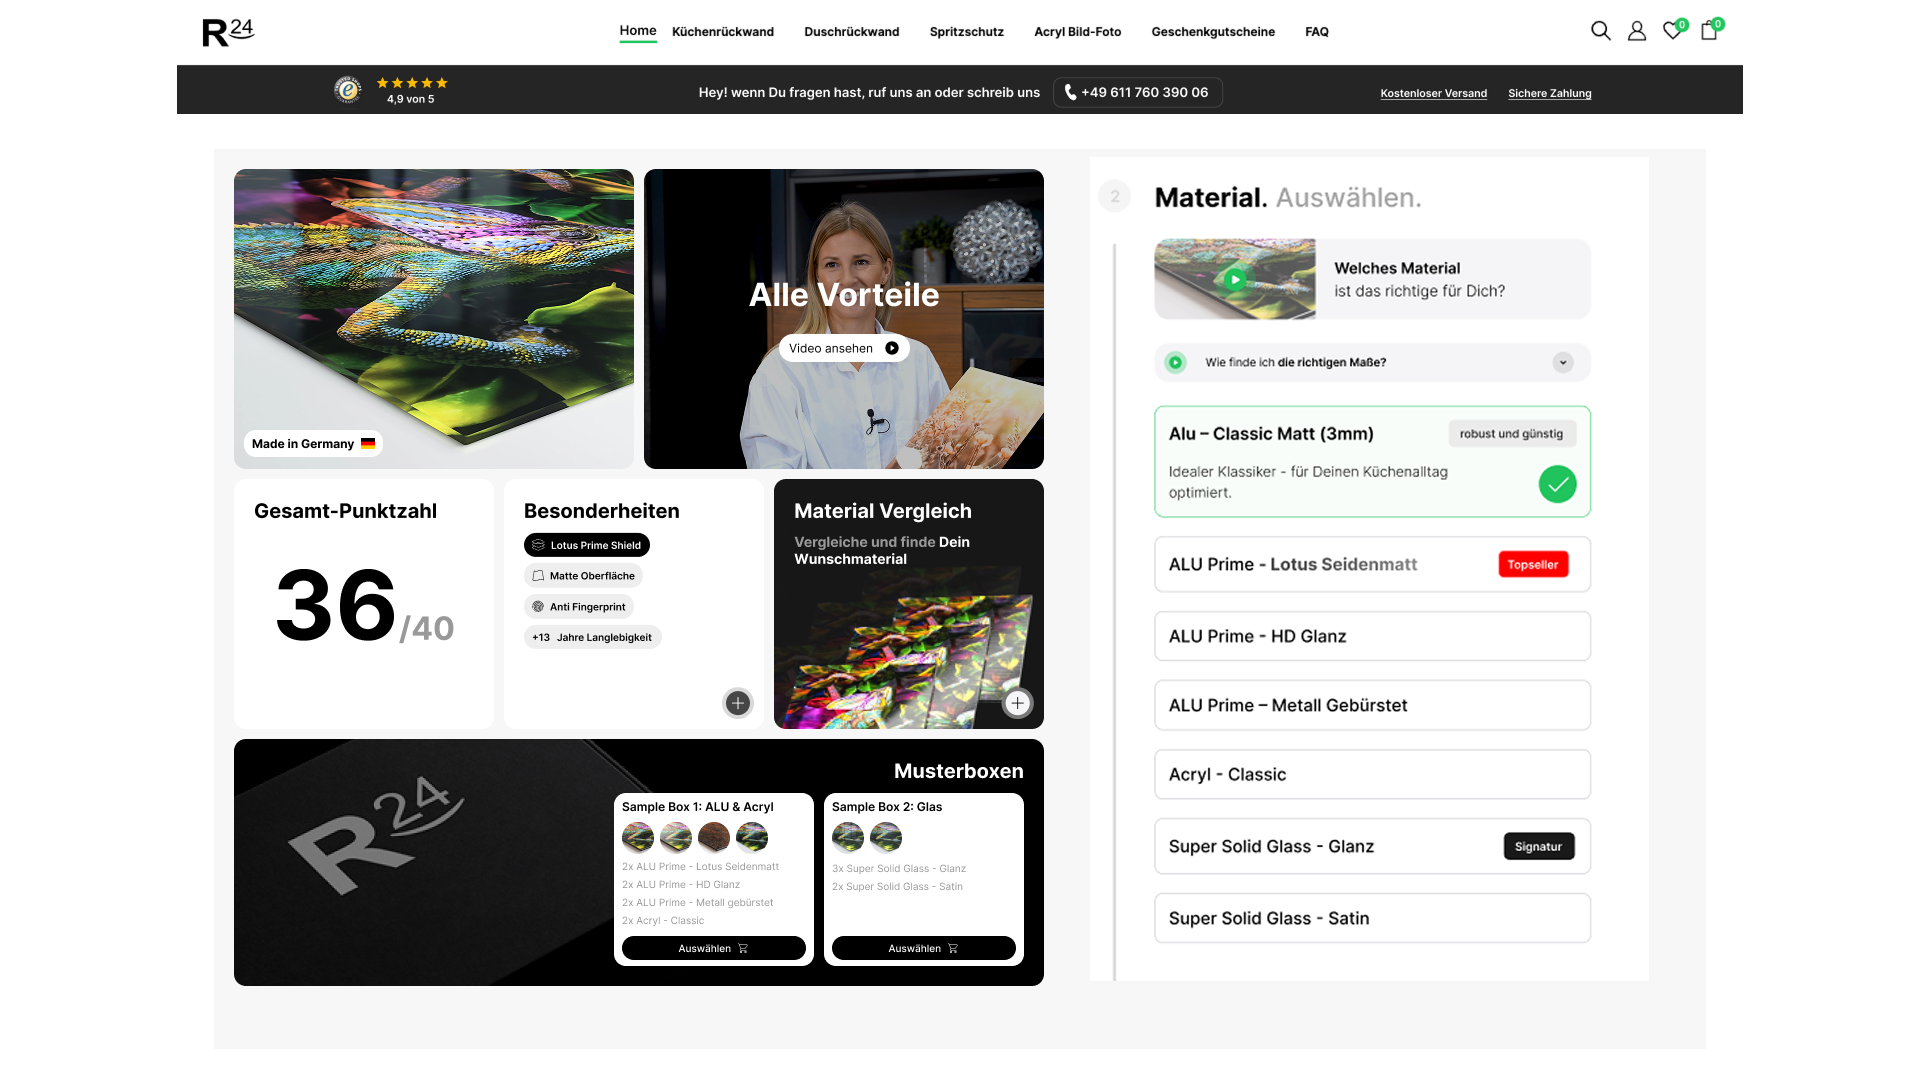 R24
Home
Küchenrückwand
Duschrückwand
Spritzschutz
Acryl Bild-Foto
Geschenkgutscheine
FAQ
0
0
4,9 von 5
Hey! wenn Du fragen hast, ruf uns an oder schreib uns
+49 611 760 390 06
Kostenloser Versand
Sichere Zahlung
Made in Germany
Alle Vorteile
Video ansehen
Gesamt-Punktzahl
36/40
Besonderheiten
Lotus Prime Shield
Matte Oberfläche
Anti Fingerprint
+13 Jahre Langlebigkeit
Material Vergleich
Vergleiche und finde Dein
Wunschmaterial
R24
Musterboxen
Sample Box 1: ALU & Acryl
2x ALU Prime - Lotus Seidenmatt
2x ALU Prime - HD Glanz
2x ALU Prime - Metall gebürstet
2x Acryl - Classic
Auswählen
Sample Box 2: Glas
3x Super Solid Glass - Glanz
2x Super Solid Glass - Satin
Auswählen
2
Material. Auswählen.
Welches Material
ist das richtige für Dich?
Wie finde ich die richtigen Maße?
Alu – Classic Matt (3mm)
robust und günstig
Idealer Klassiker - für Deinen Küchenalltag
optimiert.
ALU Prime - Lotus Seidenmatt
Topseller
ALU Prime - HD Glanz
ALU Prime – Metall Gebürstet
Acryl - Classic
Super Solid Glass - Glanz
Signatur
Super Solid Glass - Satin